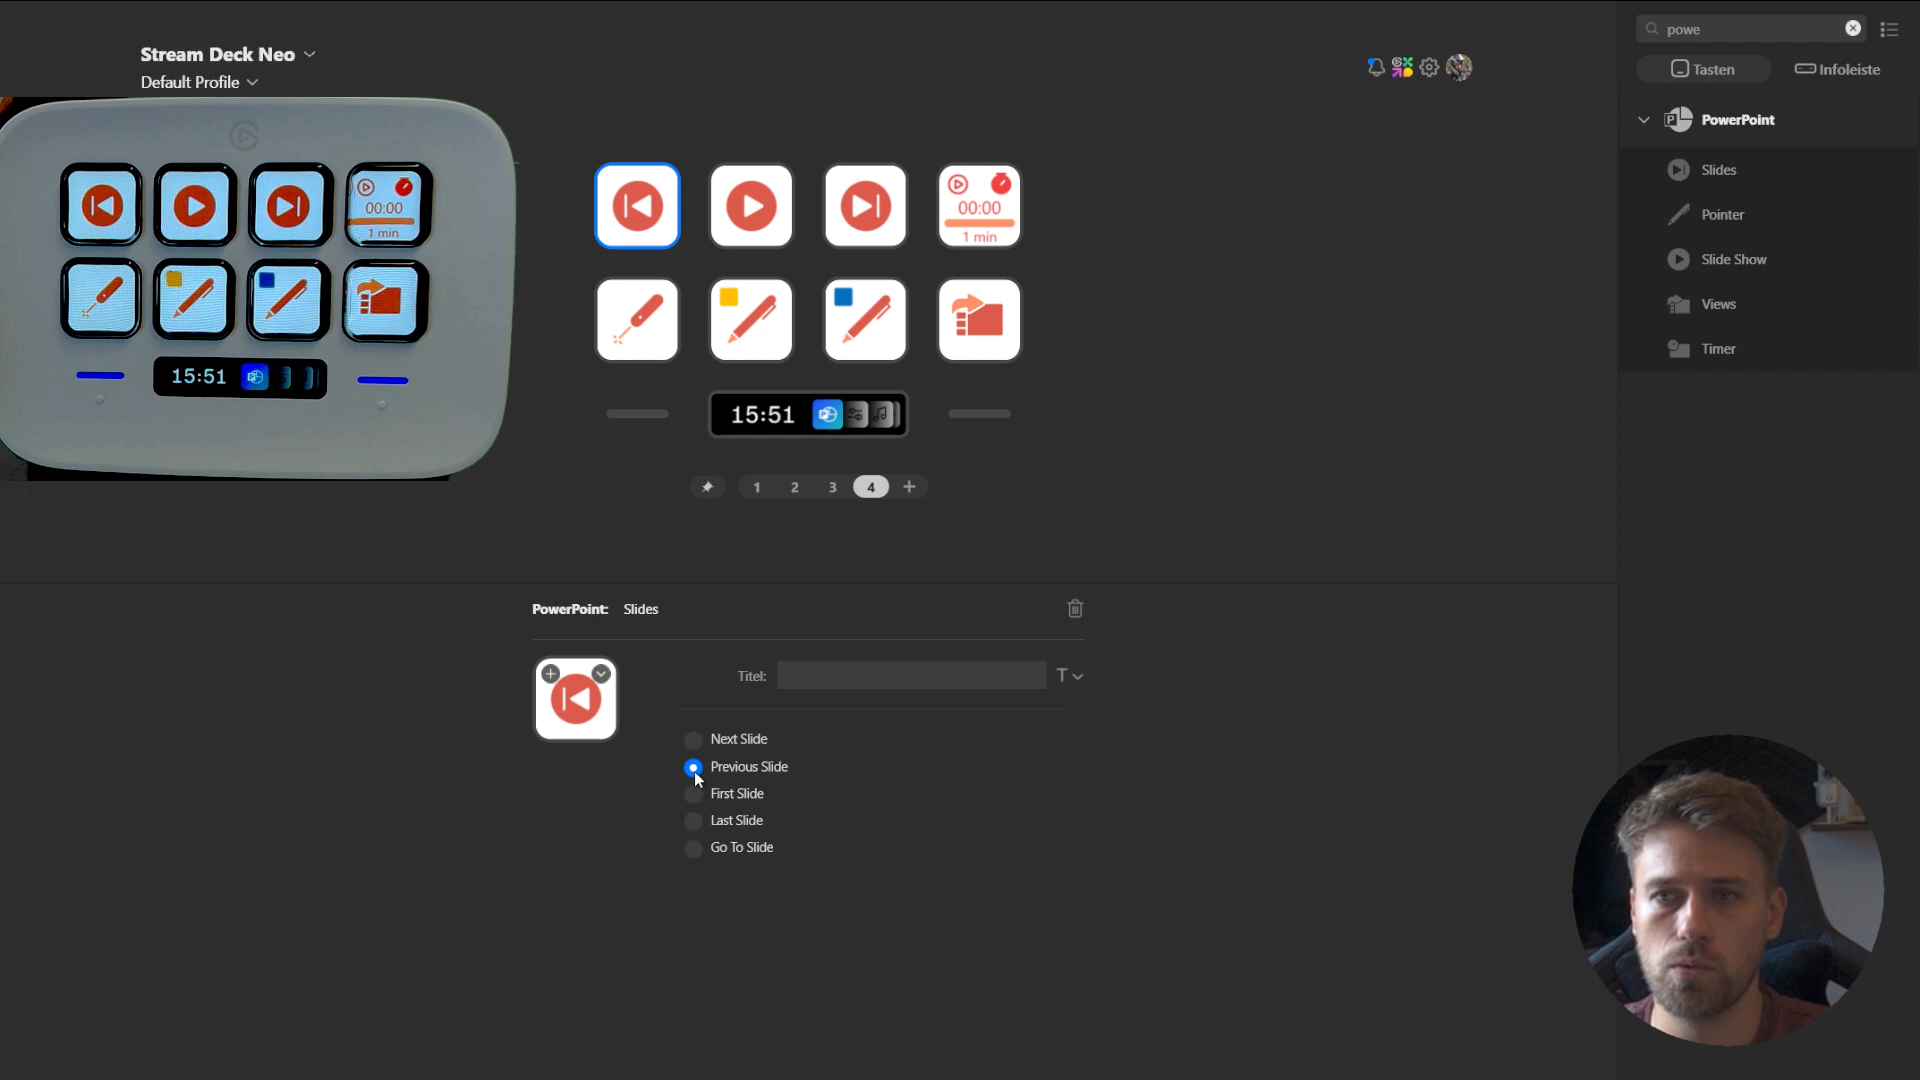 Stream Deck Neo
Default Profile
powe
Tasten
Infoleiste
PowerPoint
Slides
Pointer
Slide Show
Views
Timer
00:00
1 min
15:51
00:00
1 min
15:51
1 2 3 4
PowerPoint: Slides
Titel:
T
Next Slide
Previous Slide
First Slide
Last Slide
Go To Slide